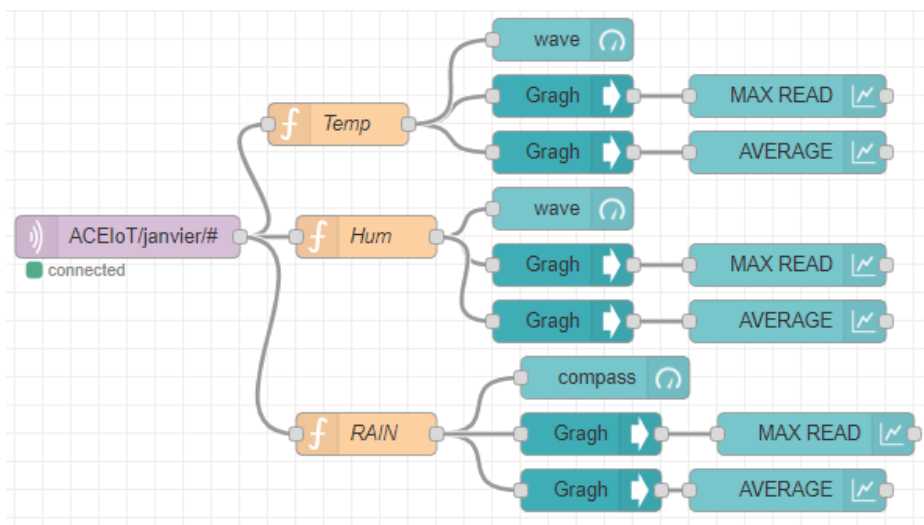 wave
Gragh
MAX READ
Temp
Gragh
AVERAGE
wave
ACEIoT/janvier/#
Hum
connected
Gragh
MAX READ
Gragh
AVERAGE
compass
RAIN
Gragh
MAX READ
Gragh
AVERAGE